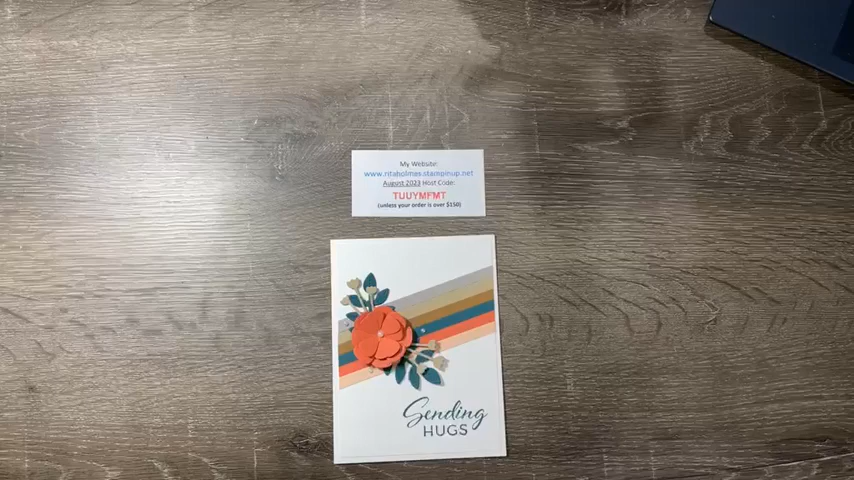 My Website:
www.ritaholmes.stampinup.net
August 2023 Host Code:
TUUYMFMT
(unless your order is over $150)
Sending
HUGS